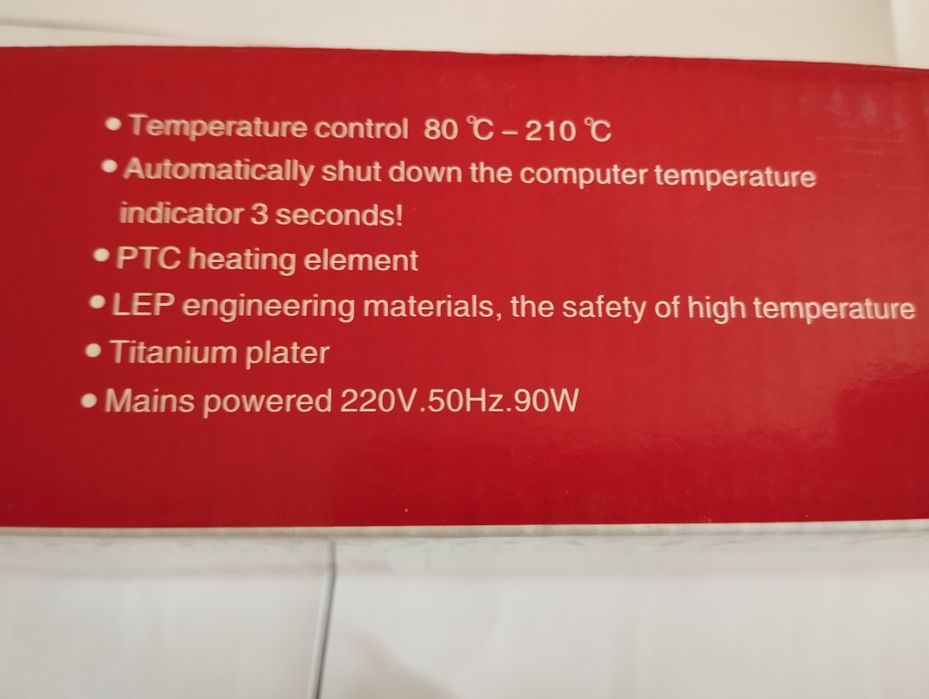 • Temperature control 80 ℃ – 210 ℃
• Automatically shut down the computer temperature
indicator 3 seconds!
• PTC heating element
• LEP engineering materials, the safety of high temperature
• Titanium plater
• Mains powered 220V.50Hz.90W